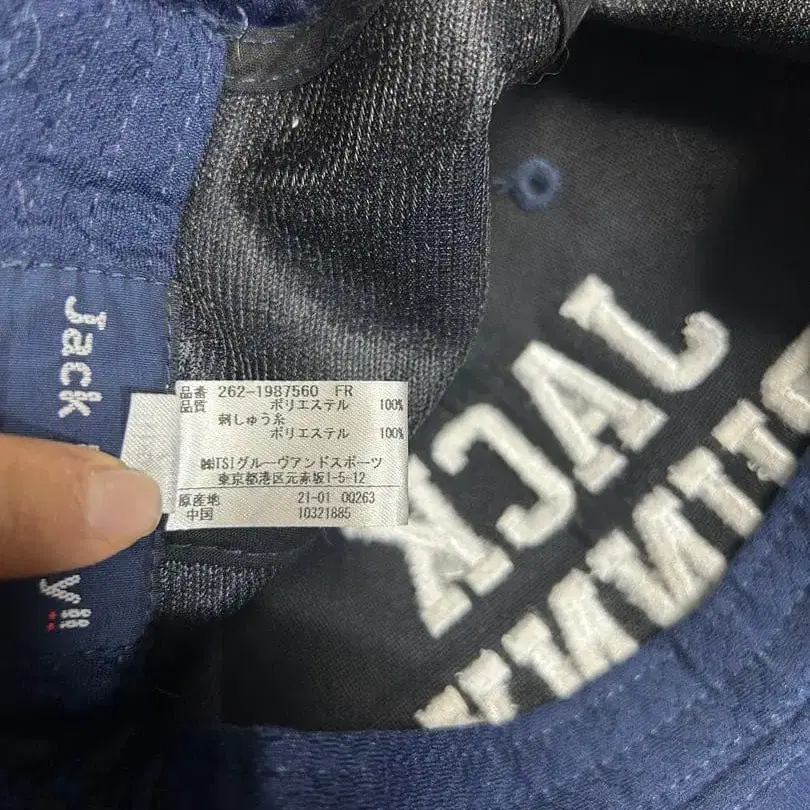 Jack
y!!
品番 262-1987560 FR
品質 ポリエステル 100%
刺しゅう糸
ポリエステル 100%
㈱TSIグルーヴアンドスポーツ
東京都港区元赤坂1-5-12
原産地 21-01 0Q263
中国 10321885
JACK